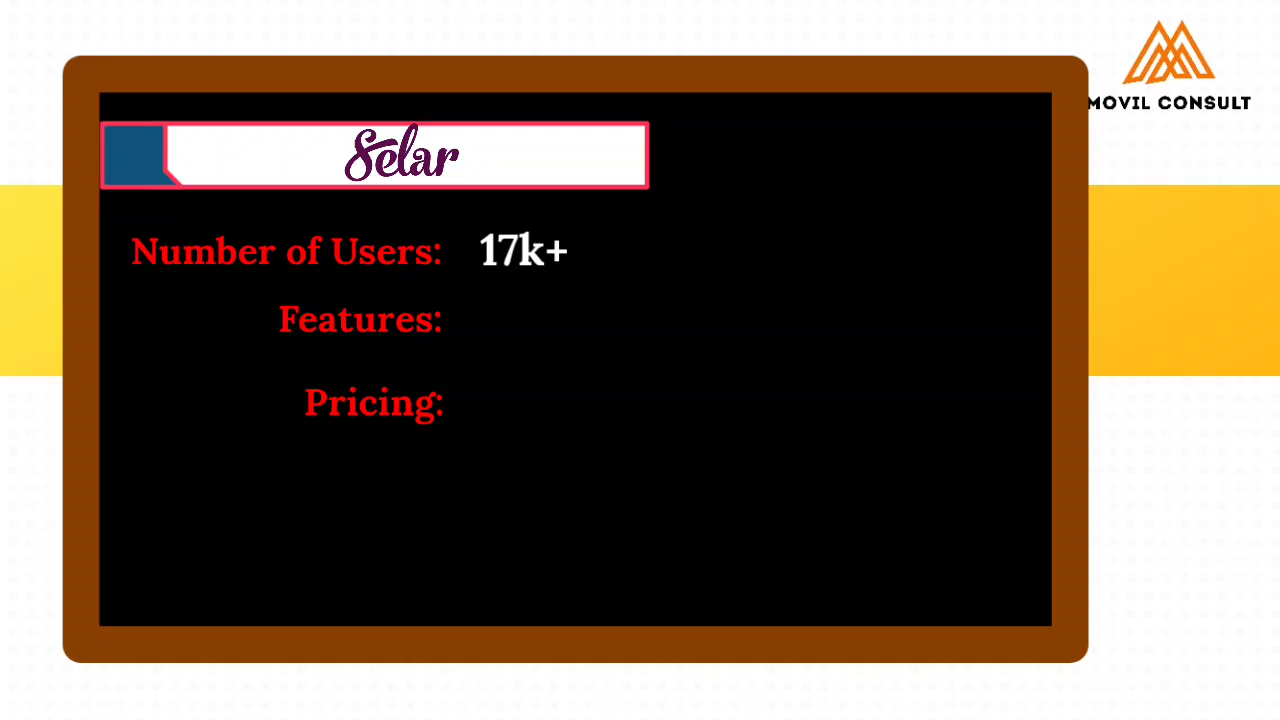 MOVIL CONSULT
Selar
Number of Users: 17k+
Features:
Pricing: